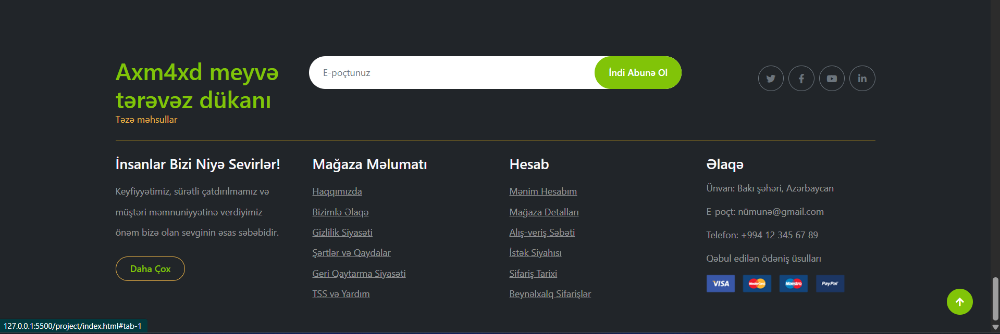 Axm4xd meyvə
tərəvəz dükanı
Təzə məhsullar
E-poçtunuz
İndi Abunə Ol
İnsanlar Bizi Niyə Sevirlər!
Keyfiyyətimiz, sürətli çatdırılmamız və
müştəri məmnuniyyətinə verdiyimiz
önəm bizə olan sevginin əsas səbəbidir.
Daha Çox
Mağaza Məlumatı
Haqqımızda
Bizimlə Əlaqə
Gizlilik Siyasəti
Şərtlər və Qaydalar
Geri Qaytarma Siyasəti
TSS və Yardım
Hesab
Mənim Hesabım
Mağaza Detalları
Alış-veriş Səbəti
İstək Siyahısı
Sifariş Tarixi
Beynəlxalq Sifarişlər
Əlaqə
Ünvan: Bakı şəhəri, Azərbaycan
E-poçt: nümunə@gmail.com
Telefon: +994 12 345 67 89
Qəbul edilən ödəniş üsulları
VISA
MasterCard
Maestro
PayPal
127.0.0.1:5500/project/index.html#tab-1